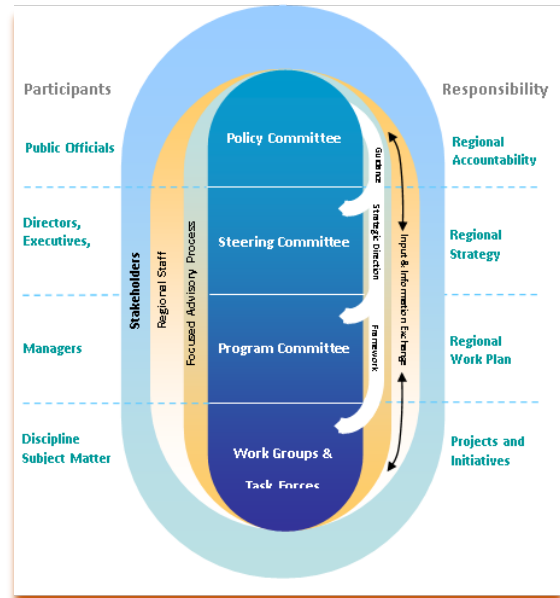 Participants
Responsibility
Public Officials
Policy Committee
Regional
Accountability
Guidance
Directors,
Executives,
Steering Committee
Strategic Direction
Regional
Strategy
Stakeholders
Regional Staff
Focused Advisory Process
Input & Information Exchange
Managers
Program Committee
Framework
Regional
Work Plan
Discipline
Subject Matter
Work Groups &
Task Forces
Projects and
Initiatives